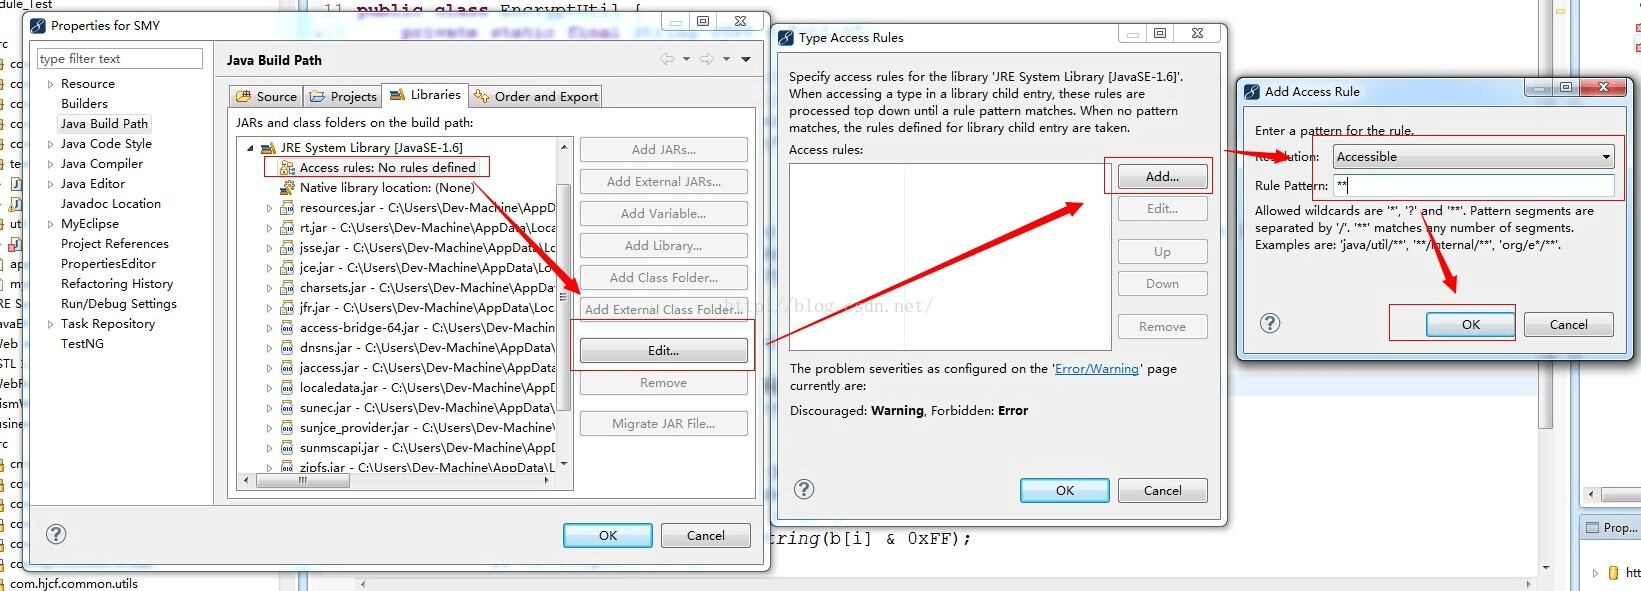 dule_Test
11 public class EncryptUtil {
private static final String
Properties for SMY
type filter text
Resource
Builders
Java Build Path
Java Code Style
Java Compiler
Java Editor
Javadoc Location
MyEclipse
Project References
PropertiesEditor
Refactoring History
Run/Debug Settings
Task Repository
TestNG
Java Build Path
Source
Projects
Libraries
Order and Export
JARs and class folders on the build path:
JRE System Library [JavaSE-1.6]
Access rules: No rules defined
Native library location: (None)
resources.jar - C:\Users\Dev-Machine\AppD
rt.jar - C:\Users\Dev-Machine\AppData\Loca
jsse.jar - C:\Users\Dev-Machine\AppData\Lo
jce.jar - C:\Users\Dev-Machine\AppData\Loc
charsets.jar - C:\Users\Dev-Machine\AppDat
jfr.jar - C:\Users\Dev-Machine\AppData\Loca
access-bridge-64.jar - C:\Users\Dev-Machine
dnsns.jar - C:\Users\Dev-Machine\AppData\
jaccess.jar - C:\Users\Dev-Machine\AppData
localedata.jar - C:\Users\Dev-Machine\App
sunec.jar - C:\Users\Dev-Machine\AppData\
sunjce_provider.jar - C:\Users\Dev-Machine
sunmscapi.jar - C:\Users\Dev-Machine\App
zipfs.jar - C:\Users\Dev-Machine\AppData\L
Add JARs...
Add External JARs...
Add Variable...
Add Library...
Add Class Folder...
Add External Class Folder...
Edit...
Remove
Migrate JAR File...
OK
Cancel
Type Access Rules
Specify access rules for the library 'JRE System Library [JavaSE-1.6]'.
When accessing a type in a library child entry, these rules are
processed top down until a rule pattern matches. When no pattern
matches, the rules defined for library child entry are taken.
Access rules:
Add...
Edit...
Up
Down
Remove
http://blog.csdn.net/
The problem severities as configured on the 'Error/Warning' page
currently are:
Discouraged: Warning, Forbidden: Error
OK
Cancel
Add Access Rule
Enter a pattern for the rule.
Resolution: Accessible
Rule Pattern: **
Allowed wildcards are '*', '?' and '**'. Pattern segments are
separated by '/'. '**' matches any number of segments.
Examples are: 'java/util/**', '**/internal/**', 'org/e*/**'.
OK
Cancel
tring(b[i] & 0xFF);
com.hjcf.common.utils
Prop...
htt